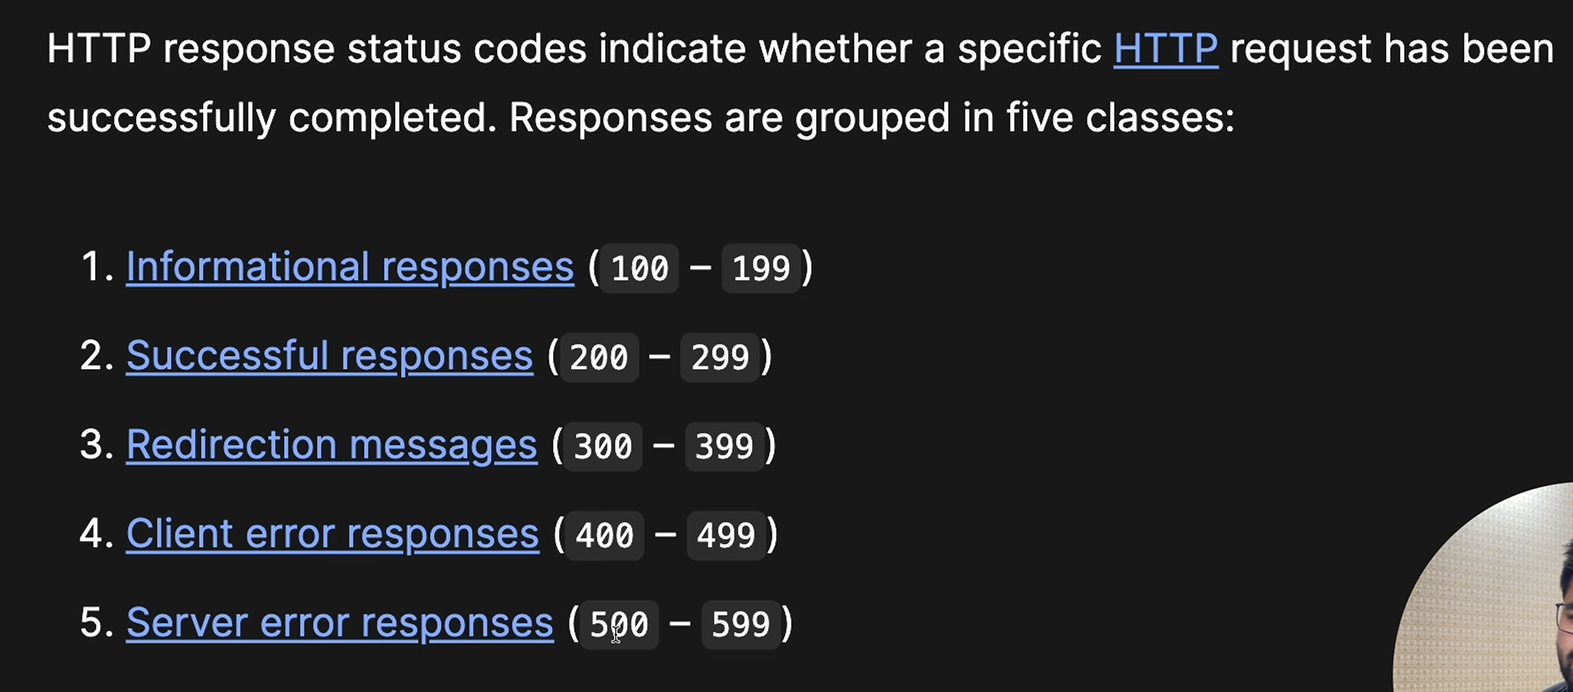 HTTP response status codes indicate whether a specific HTTP request has been
successfully completed. Responses are grouped in five classes:
1. Informational responses (100 – 199)
2. Successful responses (200 – 299)
3. Redirection messages (300 – 399)
4. Client error responses (400 – 499)
5. Server error responses (500 – 599)